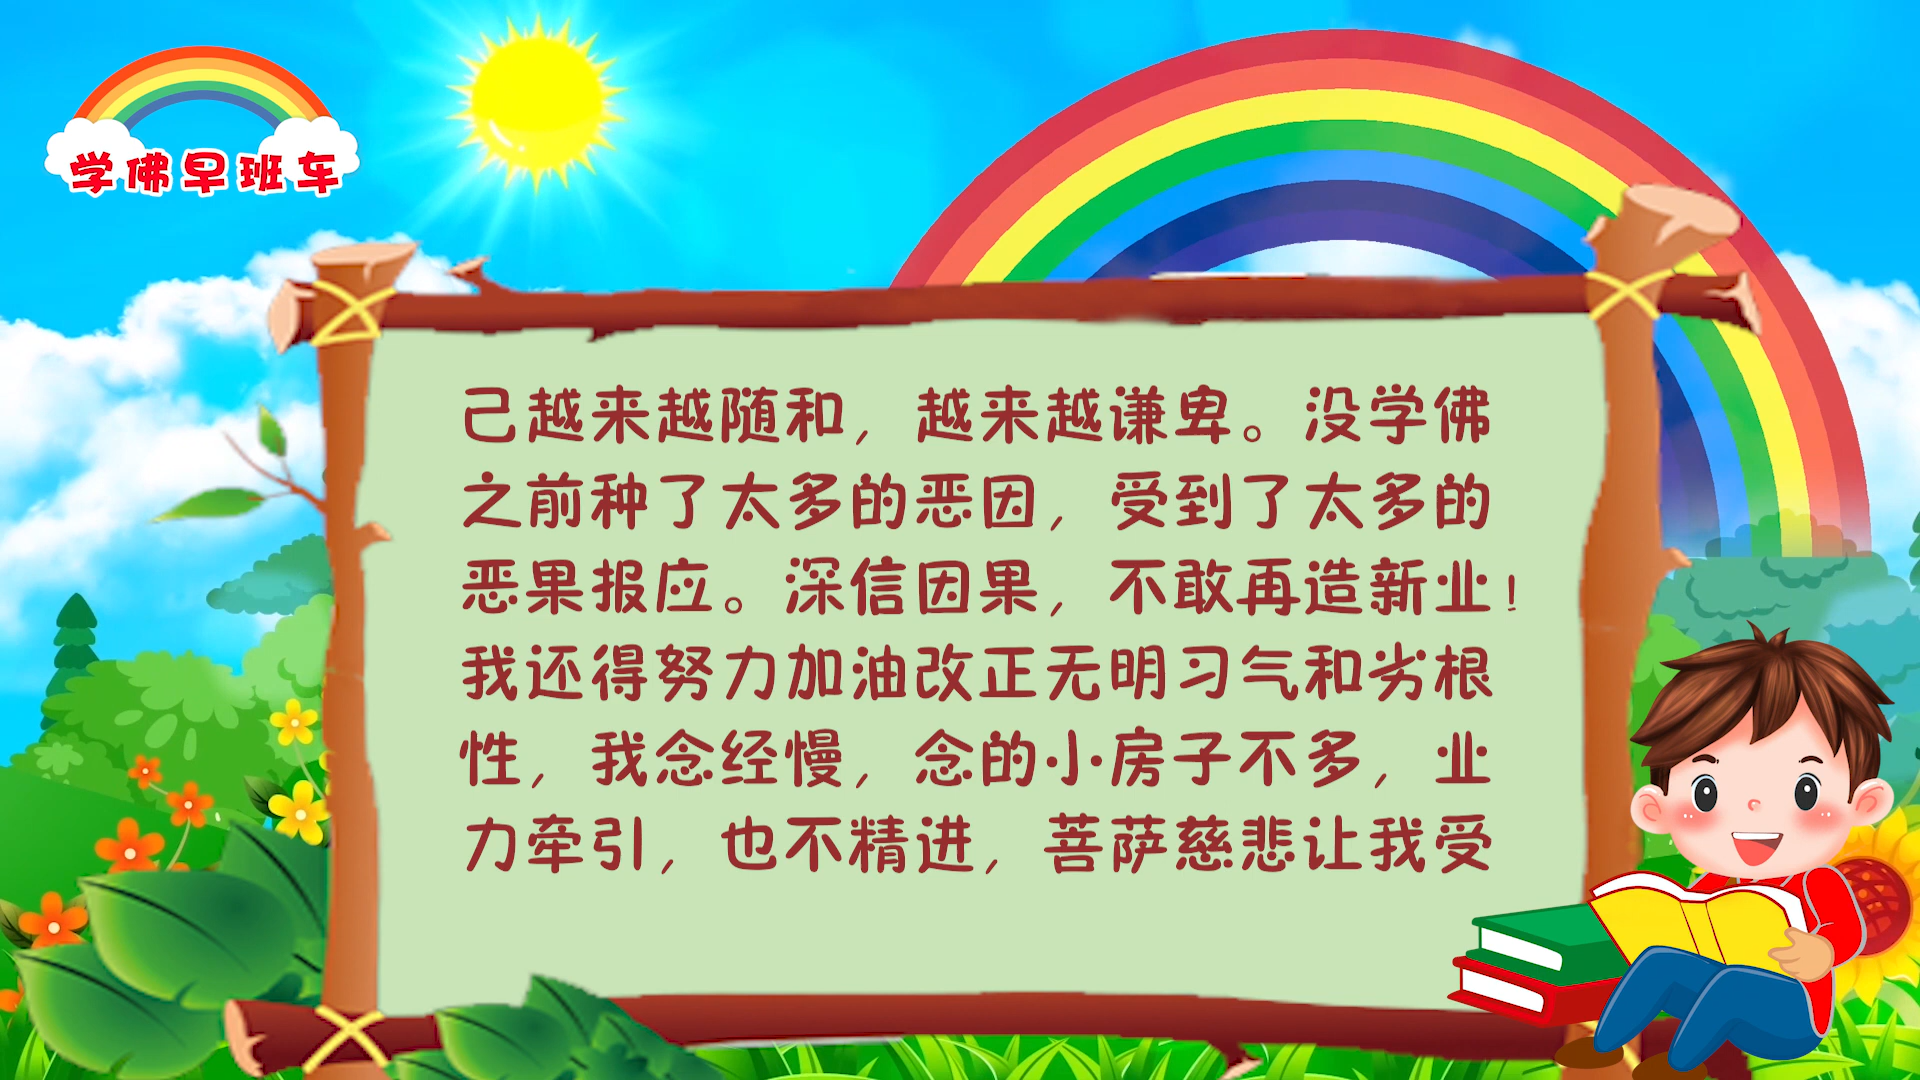 学佛早班车
己越来越随和，越来越谦卑。没学佛
之前种了太多的恶因，受到了太多的
恶果报应。深信因果，不敢再造新业！
我还得努力加油改正无明习气和劣根
性，我念经慢，念的小房子不多，业
力牵引，也不精进，菩萨慈悲让我受